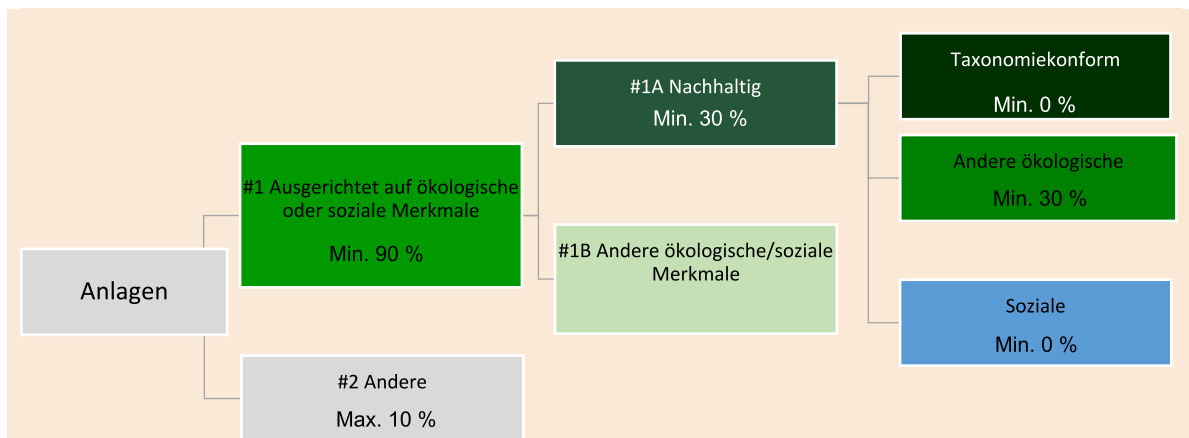 Anlagen
#1 Ausgerichtet auf ökologische
oder soziale Merkmale
Min. 90 %
#2 Andere
Max. 10 %
#1A Nachhaltig
Min. 30 %
#1B Andere ökologische/soziale
Merkmale
Taxonomiekonform
Min. 0 %
Andere ökologische
Min. 30 %
Soziale
Min. 0 %